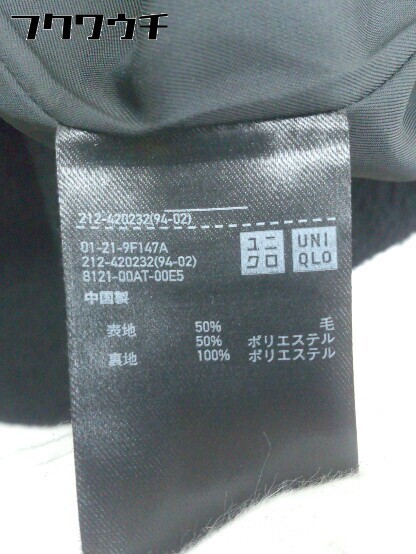 フクワウチ
212-420232(94-02)
01-21-9F147A
212-420232(94-02)
8121-00AT-00E5
中国製
ユニクロ UNIQLO
表地 50% 毛
50% ポリエステル
裏地 100% ポリエステル